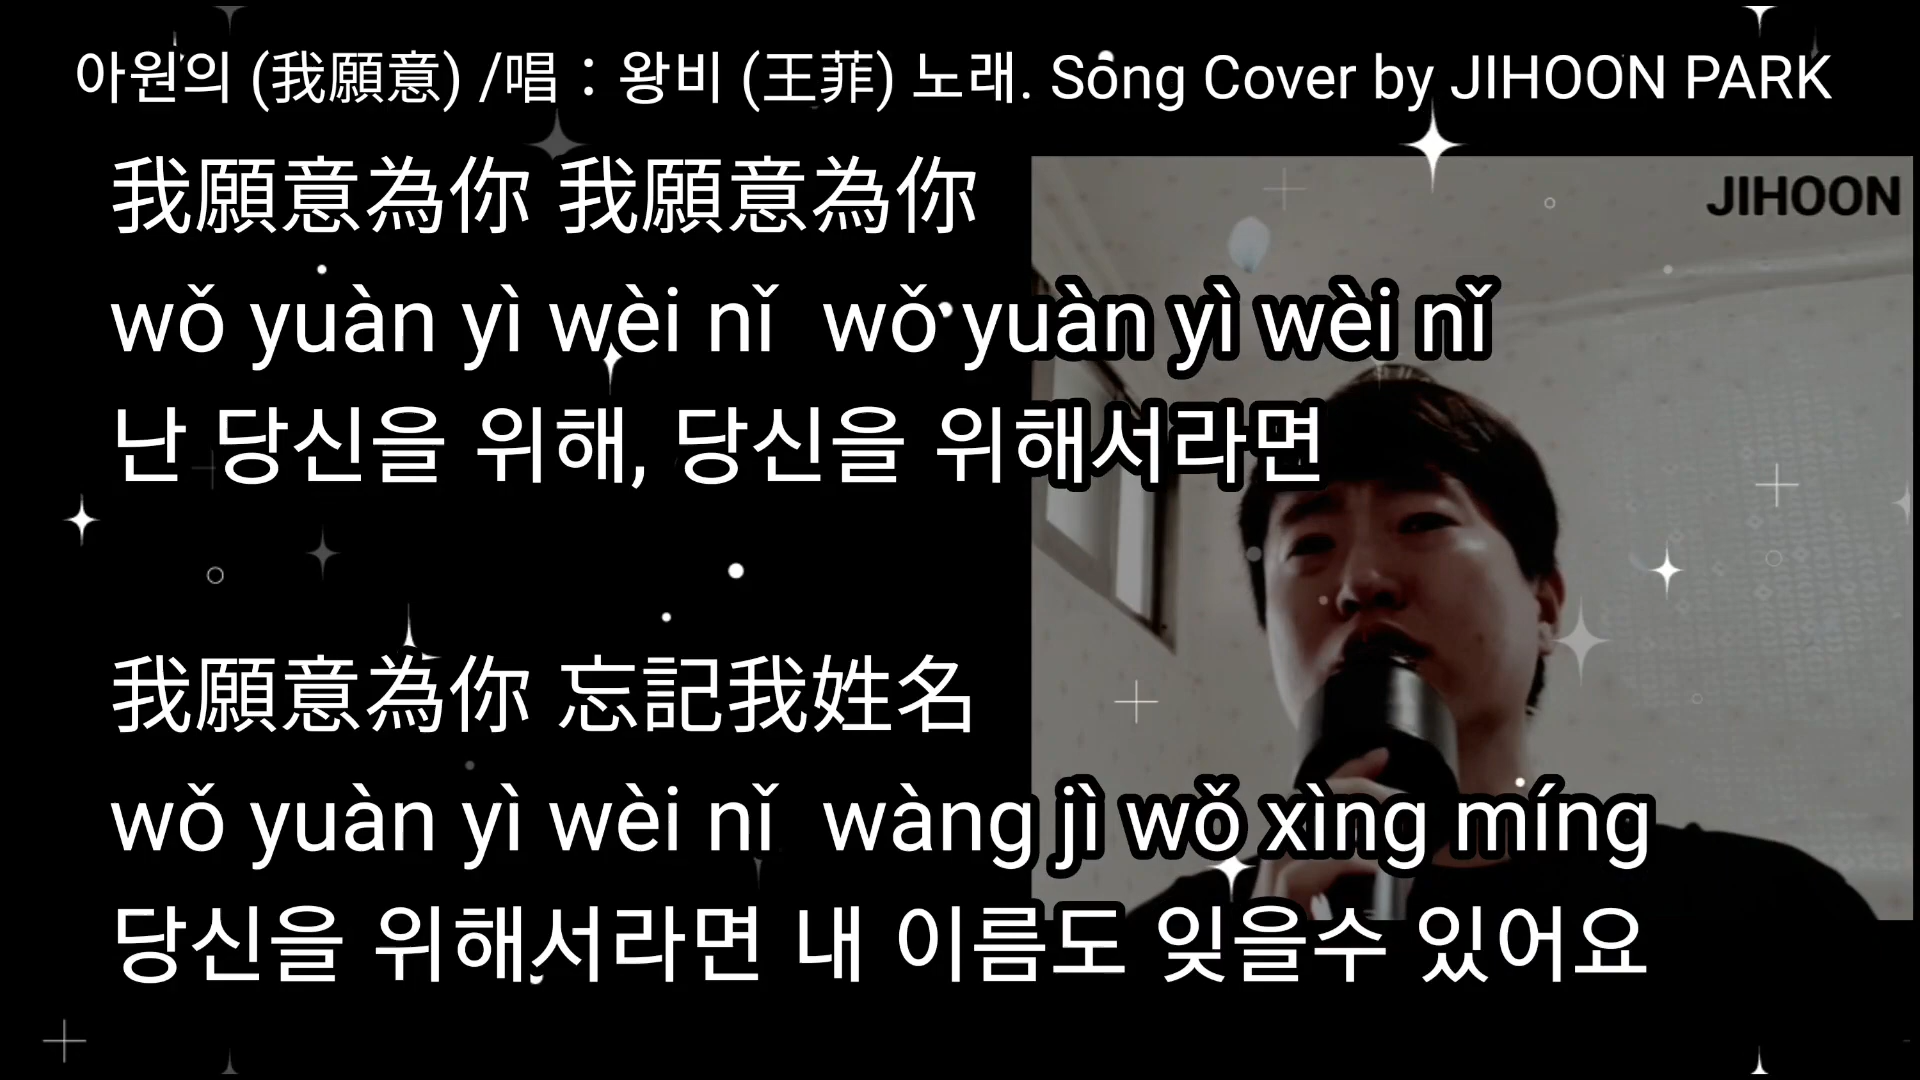 아원의 (我願意) /唱：왕비 (王菲) 노래. Song Cover by JIHOON PARK
JIHOON
我願意為你 我願意為你
wǒ yuàn yì wèi nǐ wǒ yuàn yì wèi nǐ
난 당신을 위해, 당신을 위해서라면
我願意為你 忘記我姓名
wǒ yuàn yì wèi nǐ wàng jì wǒ xìng míng
당신을 위해서라면 내 이름도 잊을수 있어요